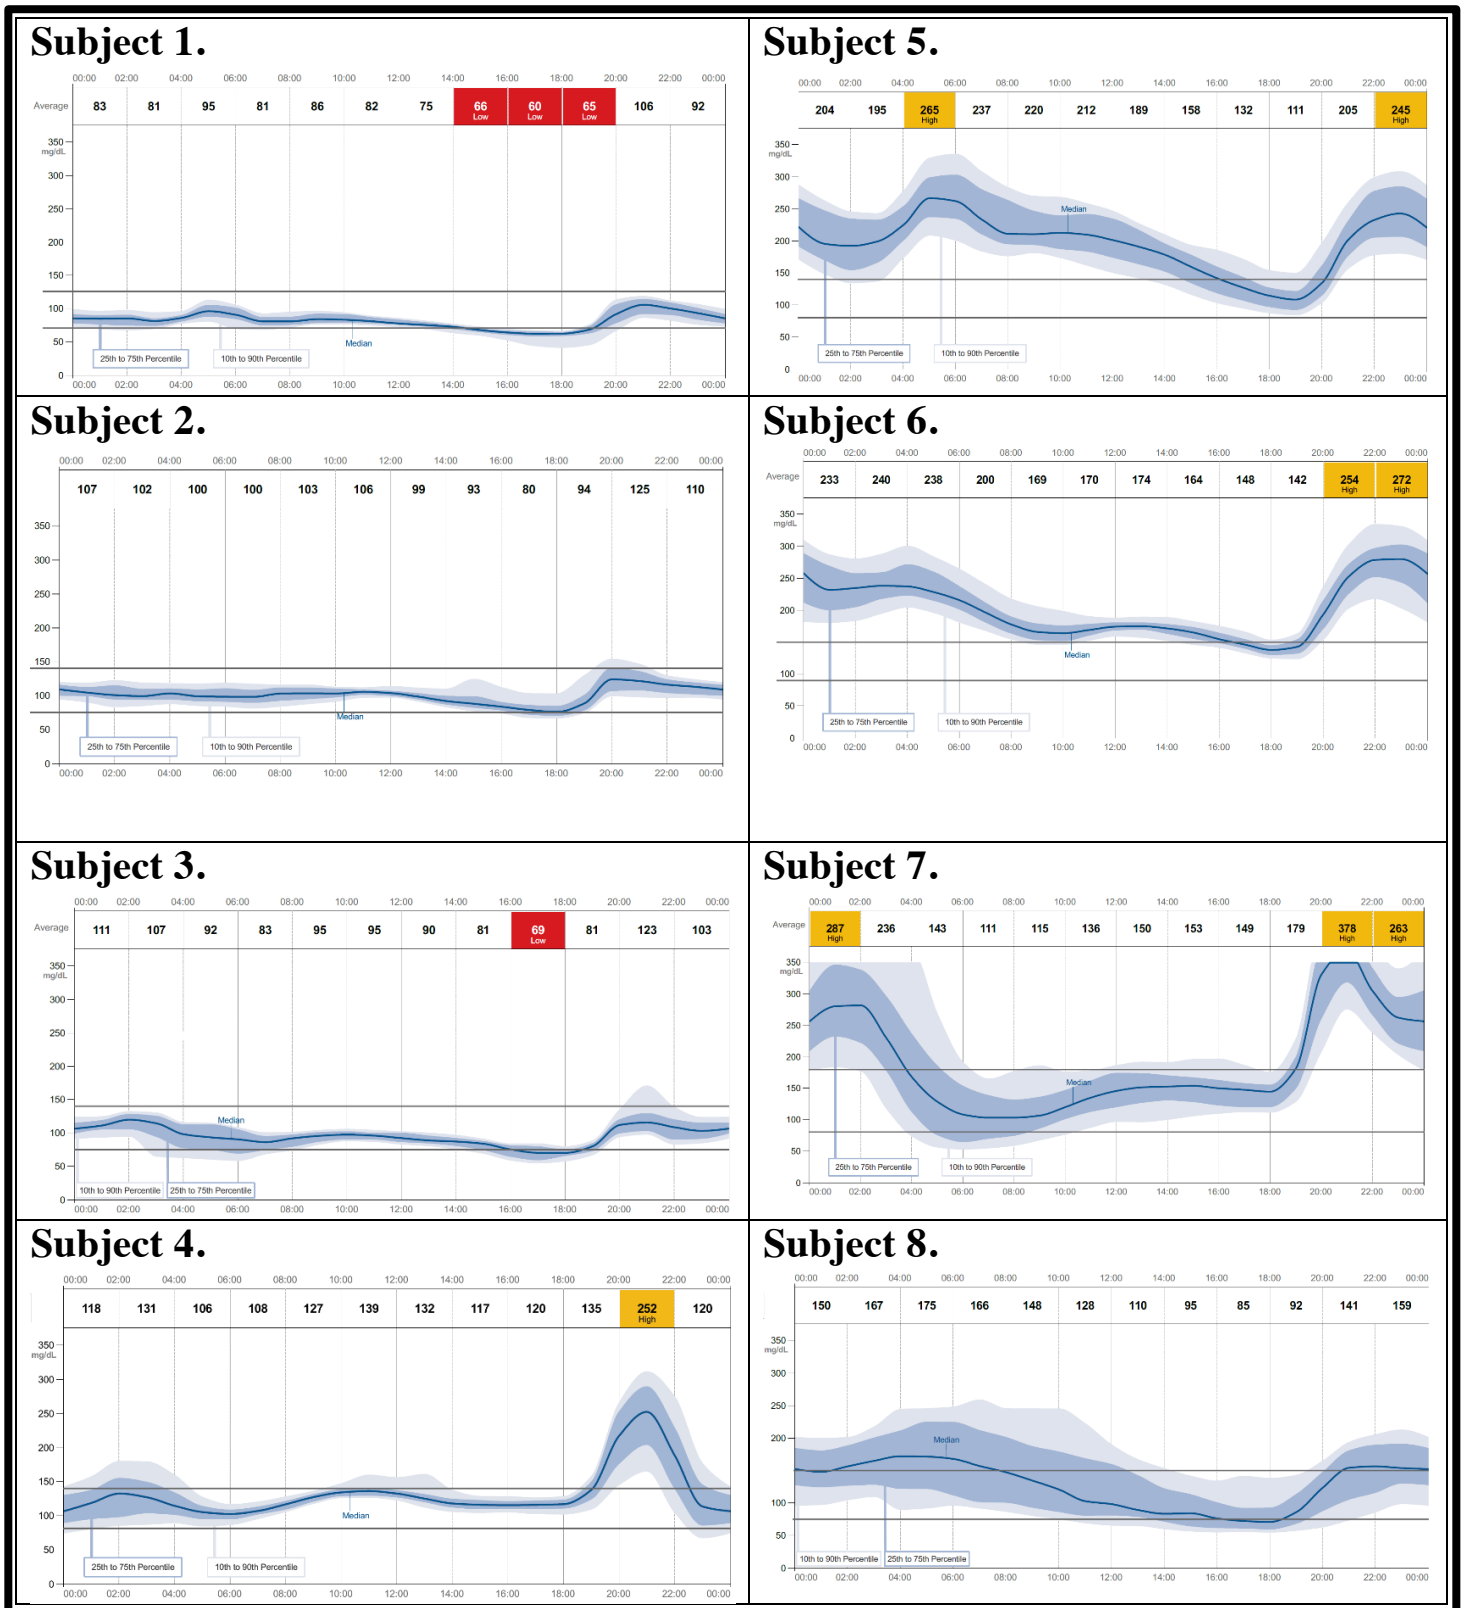 Subject 1.
00:00 02:00 04:00 06:00 08:00 10:00 12:00 14:00 16:00 18:00 20:00 22:00 00:00
Average 83 81 95 81 86 82 75 66 60 65 106 92
Low Low Low
350
mg/dL
300
250
200
150
100
50
0
Median
25th to 75th Percentile 10th to 90th Percentile
00:00 02:00 04:00 06:00 08:00 10:00 12:00 14:00 16:00 18:00 20:00 22:00 00:00
Subject 5.
00:00 02:00 04:00 06:00 08:00 10:00 12:00 14:00 16:00 18:00 20:00 22:00 00:00
204 195 265 237 220 212 189 158 132 111 205 245
High High
350
mg/dL
300
250
200
150
100
50
0
Median
25th to 75th Percentile 10th to 90th Percentile
00:00 02:00 04:00 06:00 08:00 10:00 12:00 14:00 16:00 18:00 20:00 22:00 00:00
Subject 2.
00:00 02:00 04:00 06:00 08:00 10:00 12:00 14:00 16:00 18:00 20:00 22:00 00:00
107 102 100 100 103 106 99 93 80 94 125 110
350
300
250
200
150
100
50
0
Median
25th to 75th Percentile 10th to 90th Percentile
00:00 02:00 04:00 06:00 08:00 10:00 12:00 14:00 16:00 18:00 20:00 22:00 00:00
Subject 6.
00:00 02:00 04:00 06:00 08:00 10:00 12:00 14:00 16:00 18:00 20:00 22:00 00:00
Average 233 240 238 200 169 170 174 164 148 142 254 272
High High
350
mg/dL
300
250
200
100
50
0
Median
25th to 75th Percentile 10th to 90th Percentile
00:00 02:00 04:00 06:00 08:00 10:00 12:00 14:00 16:00 18:00 20:00 22:00 00:00
Subject 3.
00:00 02:00 04:00 06:00 08:00 10:00 12:00 14:00 16:00 18:00 20:00 22:00 00:00
Average 111 107 92 83 95 95 90 81 69 81 123 103
Low
350
mg/dL
300
250
200
150
100
50
0
Median
10th to 90th Percentile 25th to 75th Percentile
00:00 02:00 04:00 06:00 08:00 10:00 12:00 14:00 16:00 18:00 20:00 22:00 00:00
Subject 7.
00:00 02:00 04:00 06:00 08:00 10:00 12:00 14:00 16:00 18:00 20:00 22:00 00:00
Average 287 236 143 111 115 136 150 153 149 179 378 263
High High High
350
mg/dL
300
250
200
150
100
50
0
Median
25th to 75th Percentile 10th to 90th Percentile
00:00 02:00 04:00 06:00 08:00 10:00 12:00 14:00 16:00 18:00 20:00 22:00 00:00
Subject 4.
00:00 02:00 04:00 06:00 08:00 10:00 12:00 14:00 16:00 18:00 20:00 22:00 00:00
118 131 106 108 127 139 132 117 120 135 252 120
High
350
mg/dL
300
250
200
150
100
50
0
Median
25th to 75th Percentile 10th to 90th Percentile
00:00 02:00 04:00 06:00 08:00 10:00 12:00 14:00 16:00 18:00 20:00 22:00 00:00
Subject 8.
00:00 02:00 04:00 06:00 08:00 10:00 12:00 14:00 16:00 18:00 20:00 22:00 00:00
150 167 175 166 148 128 110 95 85 92 141 159
350
mg/dL
300
250
200
150
100
50
0
Median
10th to 90th Percentile 25th to 75th Percentile
00:00 02:00 04:00 06:00 08:00 10:00 12:00 14:00 16:00 18:00 20:00 22:00 00:00